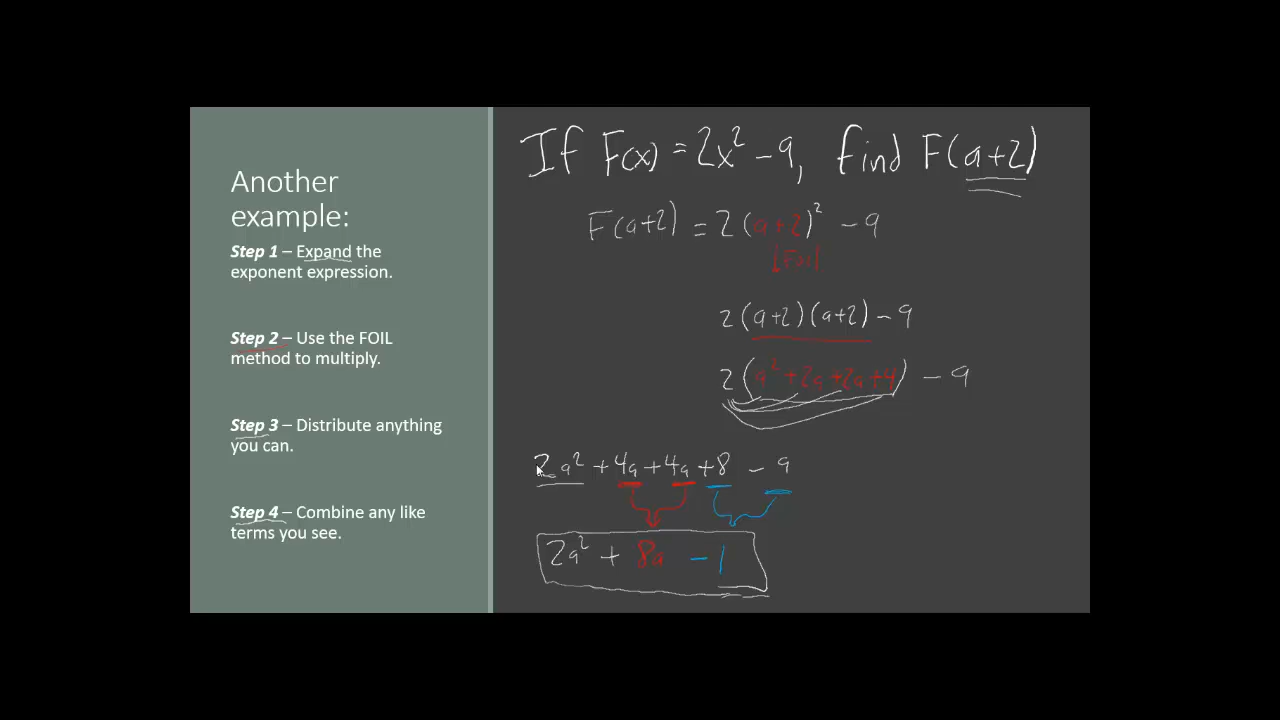 Another
example:
Step 1 – Expand the
exponent expression.
Step 2 – Use the FOIL
method to multiply.
Step 3 – Distribute anything
you can.
Step 4 – Combine any like
terms you see.
If F(x) = 2x² - 9, find F(a+2)
F(a+2) = 2(a+2)² - 9
Foil
2(a+2)(a+2) - 9
2(a² + 2a + 2a + 4) - 9
2a² + 4a + 4a + 8 - 9
2a² + 8a - 1